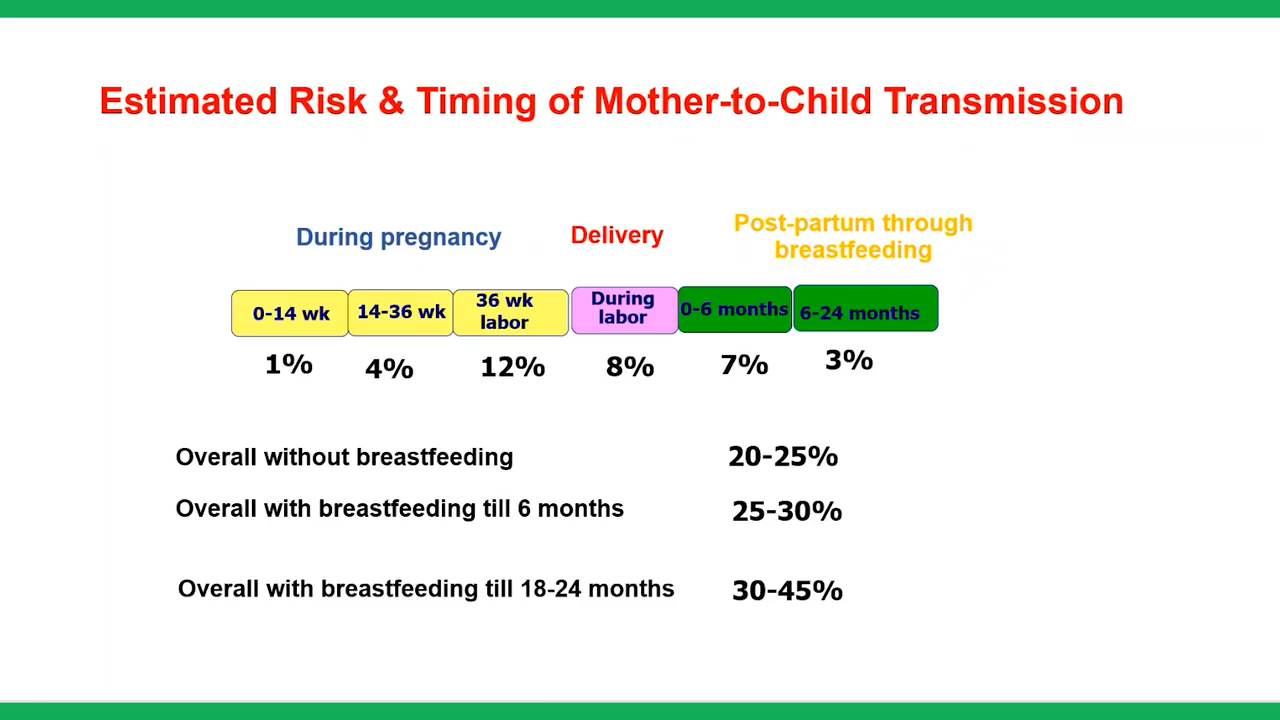 Estimated Risk & Timing of Mother-to-Child Transmission
During pregnancy
Delivery
Post-partum through
breastfeeding
0-14 wk
14-36 wk
36 wk
labor
During
labor
0-6 months
6-24 months
1%
4%
12%
8%
7%
3%
Overall without breastfeeding 20-25%
Overall with breastfeeding till 6 months 25-30%
Overall with breastfeeding till 18-24 months 30-45%